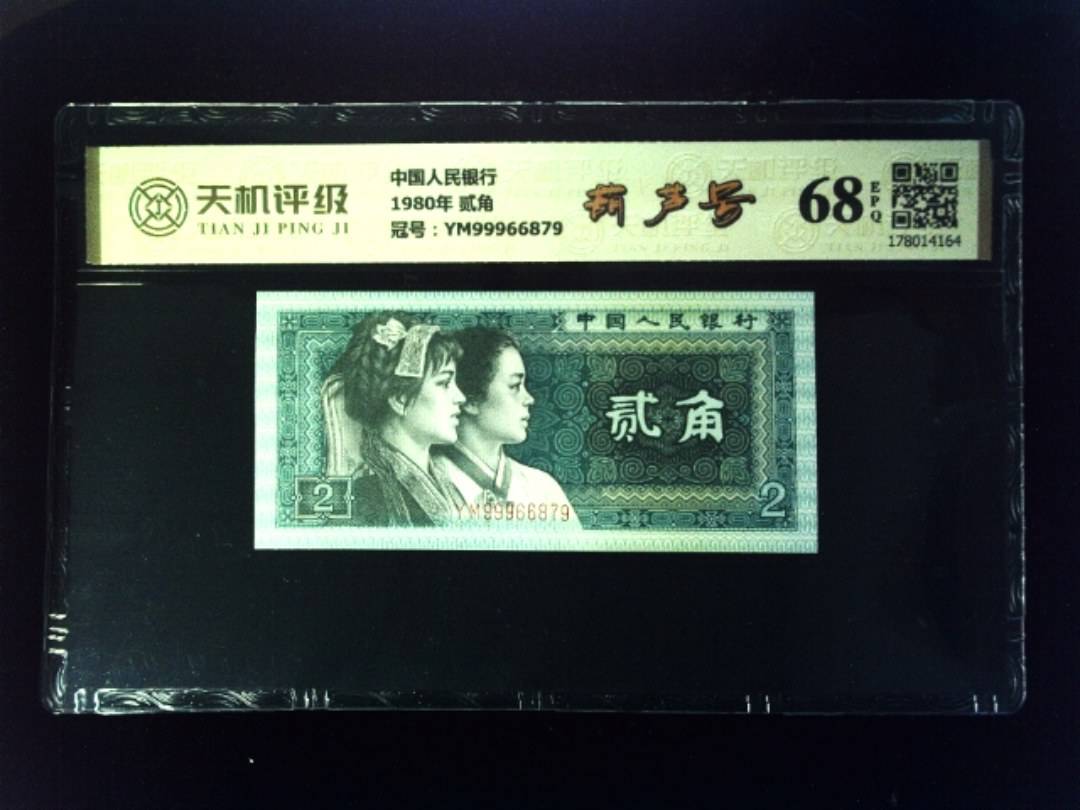 天机评级
TIAN JI PING JI
中国人民银行
1980年 贰角
冠号：YM99966879
葫芦号
68
EPQ
178014164
中国人民银行
贰角
2
2
YM99966879